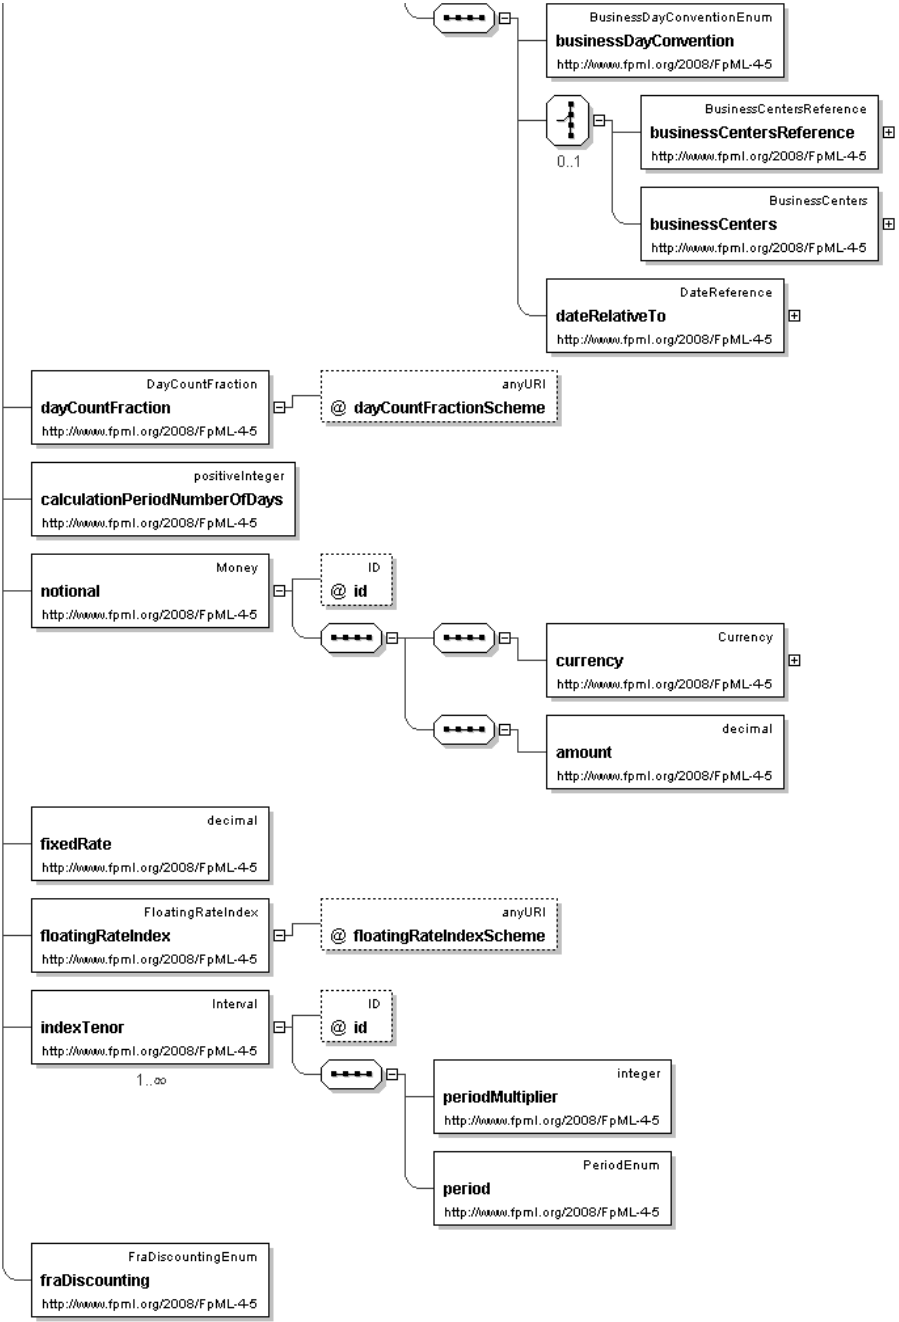 BusinessDayConventionEnum
businessDayConvention
http://www.fpml.org/2008/FpML-4-5
0..1
BusinessCentersReference
businessCentersReference
http://www.fpml.org/2008/FpML-4-5
BusinessCenters
businessCenters
http://www.fpml.org/2008/FpML-4-5
DateReference
dateRelativeTo
http://www.fpml.org/2008/FpML-4-5
DayCountFraction
dayCountFraction
http://www.fpml.org/2008/FpML-4-5
anyURI
@ dayCountFractionScheme
positiveInteger
calculationPeriodNumberOfDays
http://www.fpml.org/2008/FpML-4-5
Money
notional
http://www.fpml.org/2008/FpML-4-5
ID
@ id
Currency
currency
http://www.fpml.org/2008/FpML-4-5
decimal
amount
http://www.fpml.org/2008/FpML-4-5
decimal
fixedRate
http://www.fpml.org/2008/FpML-4-5
FloatingRateIndex
floatingRateIndex
http://www.fpml.org/2008/FpML-4-5
anyURI
@ floatingRateIndexScheme
Interval
indexTenor
http://www.fpml.org/2008/FpML-4-5
1..∞
ID
@ id
integer
periodMultiplier
http://www.fpml.org/2008/FpML-4-5
PeriodEnum
period
http://www.fpml.org/2008/FpML-4-5
FraDiscountingEnum
fraDiscounting
http://www.fpml.org/2008/FpML-4-5